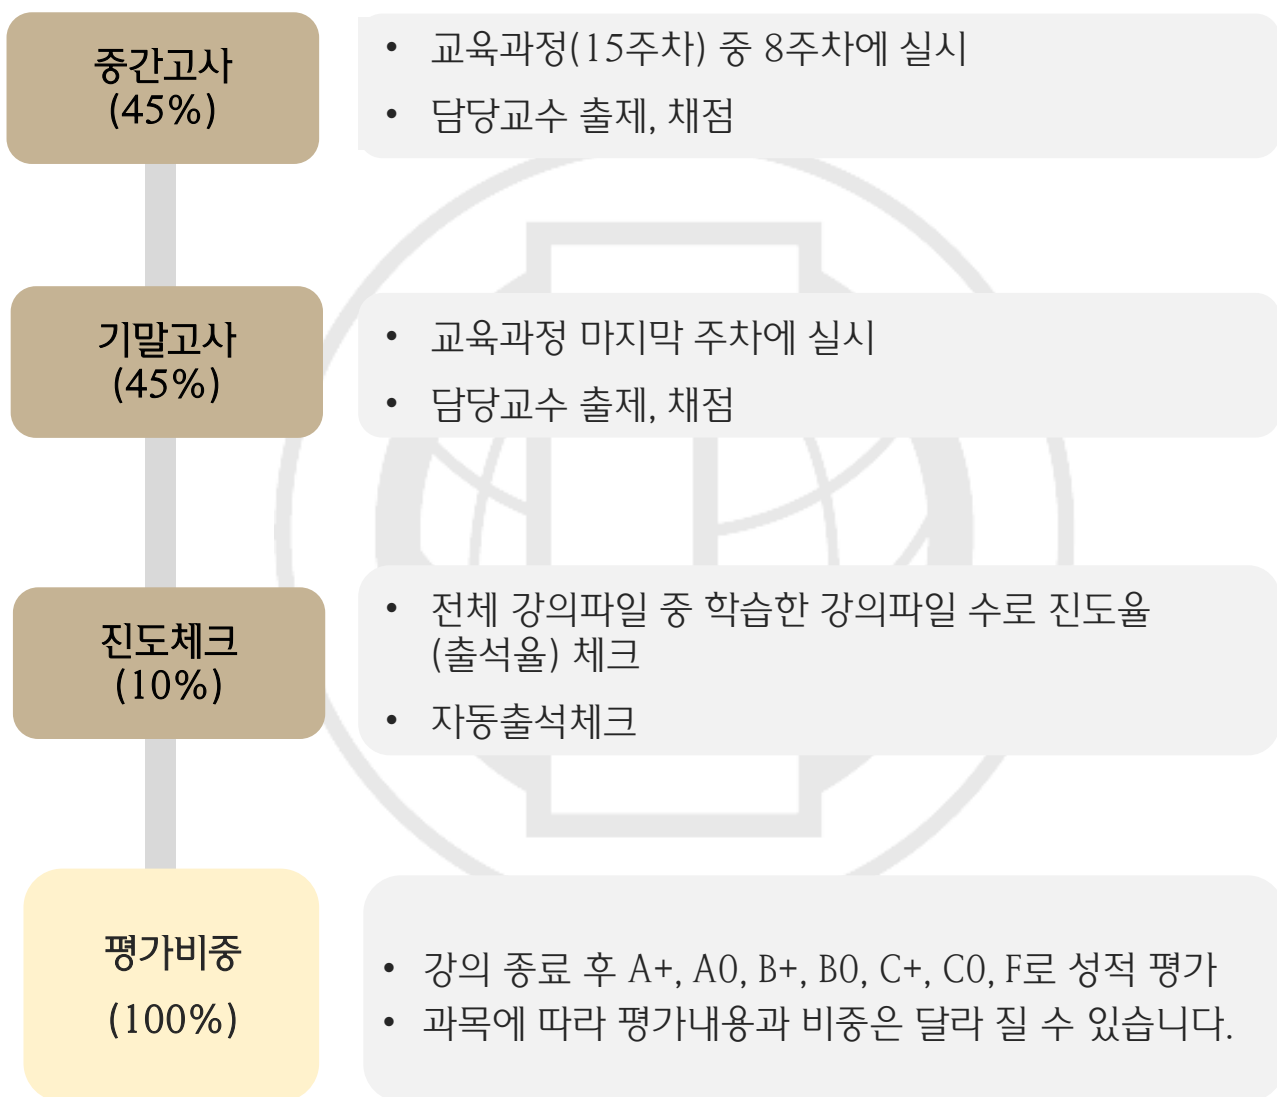 중간고사
(45%)
• 교육과정(15주차) 중 8주차에 실시
• 담당교수 출제, 채점
기말고사
(45%)
• 교육과정 마지막 주차에 실시
• 담당교수 출제, 채점
진도체크
(10%)
• 전체 강의파일 중 학습한 강의파일 수로 진도율
(출석율) 체크
• 자동출석체크
평가비중
(100%)
• 강의 종료 후 A+, A0, B+, B0, C+, C0, F로 성적 평가
• 과목에 따라 평가내용과 비중은 달라 질 수 있습니다.